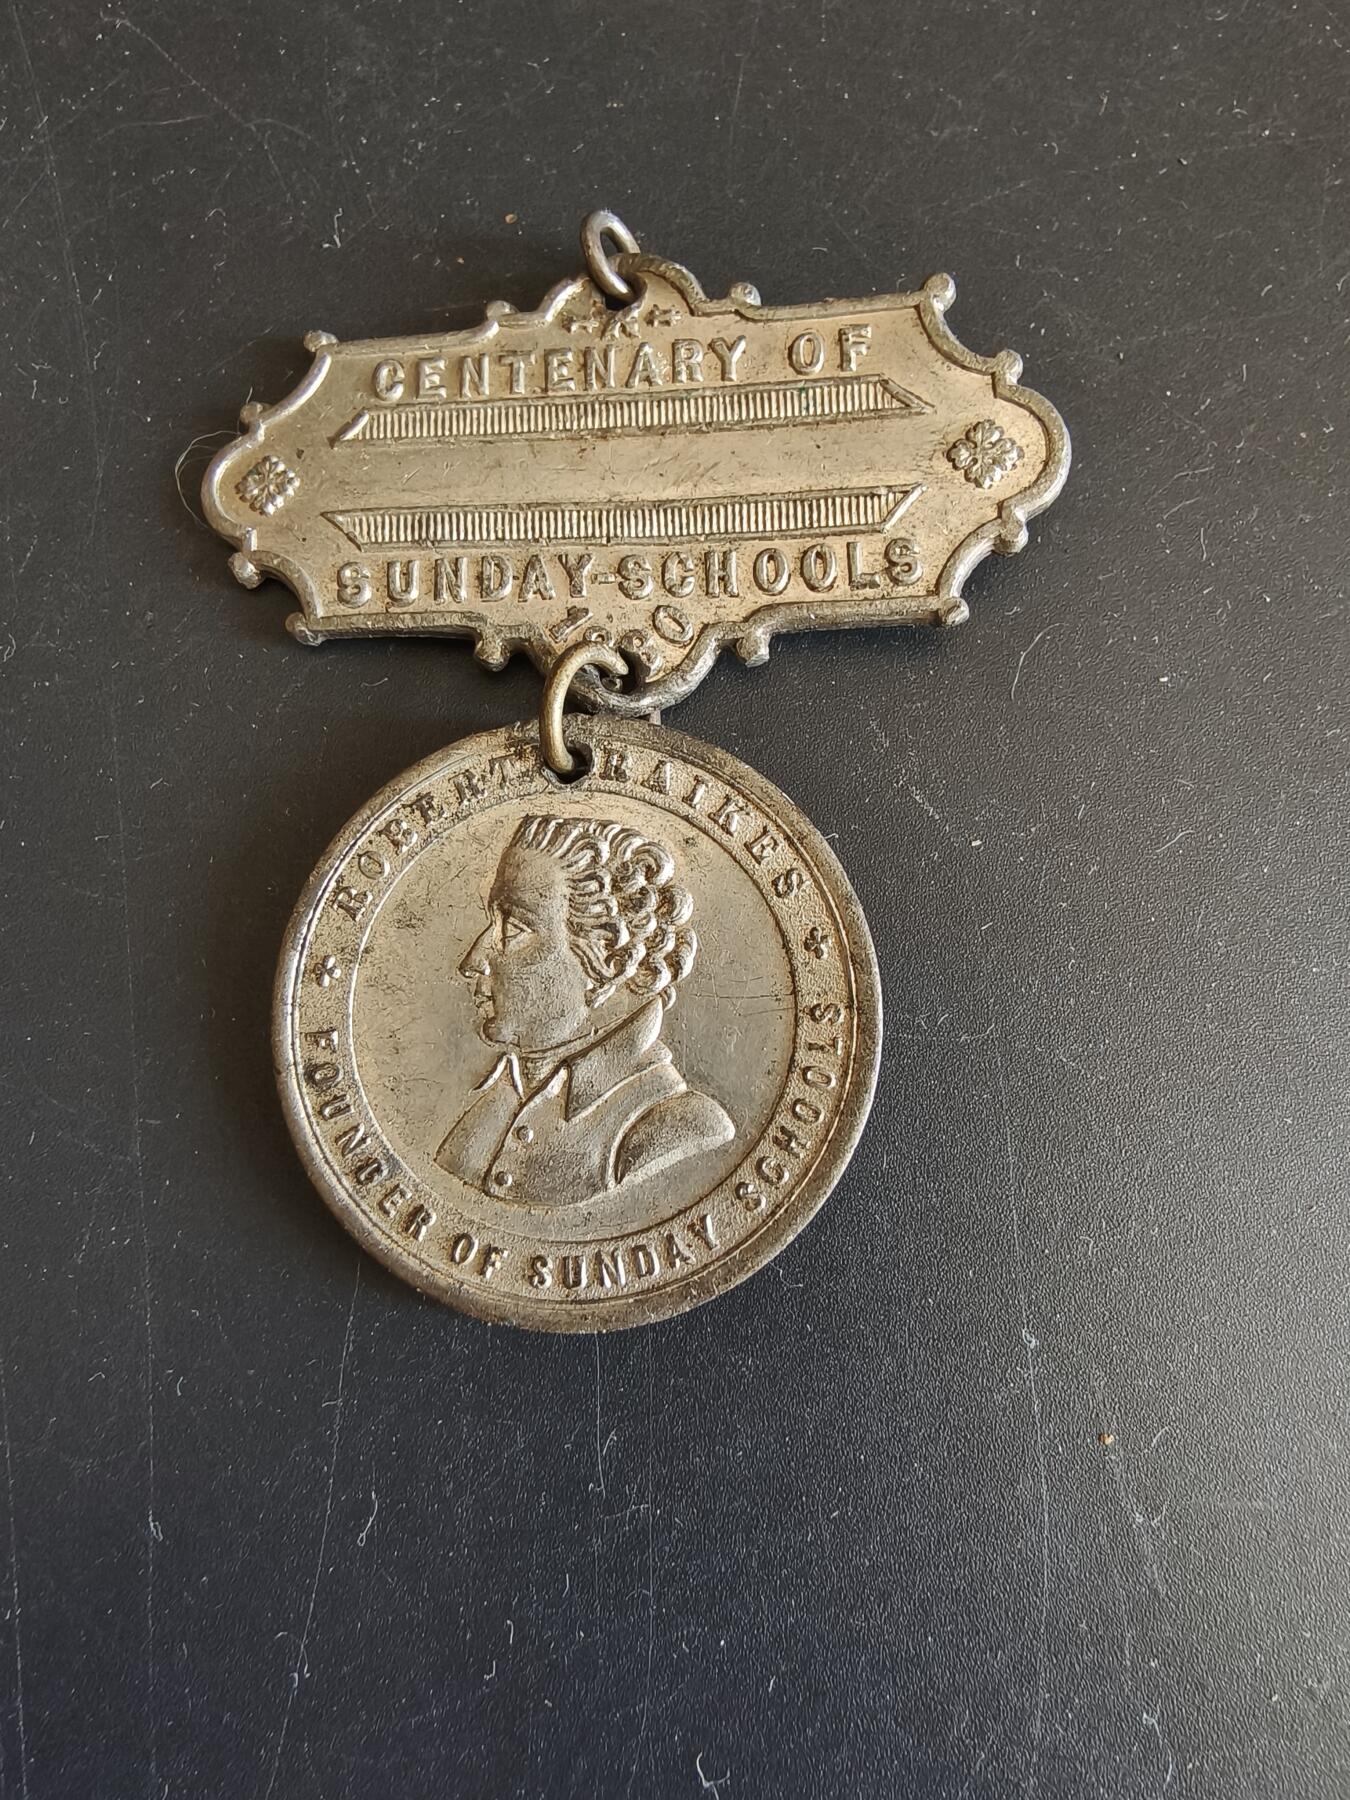 CENTENARY OF
SUNDAY-SCHOOLS
1880
ROBERT RAIKES
FOUNDER OF SUNDAY SCHOOLS